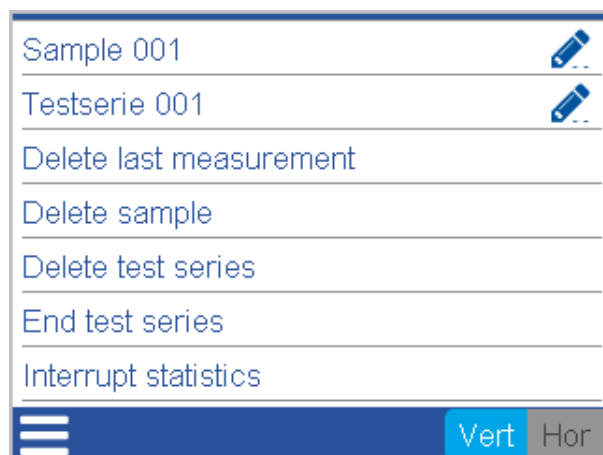 Sample 001
Testserie 001
Delete last measurement
Delete sample
Delete test series
End test series
Interrupt statistics
Vert Hor